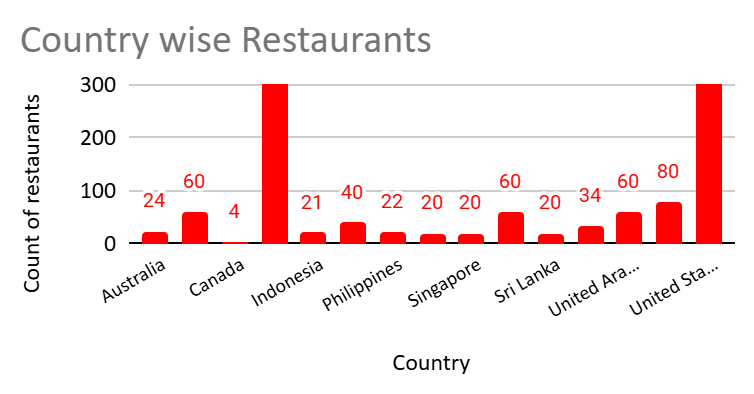 Country wise Restaurants
Count of restaurants
300
200
100
0
24
60
4
21
40
22
20
20
60
20
34
60
80
Australia
Canada
Indonesia
Philippines
Singapore
Sri Lanka
United Ara...
United Sta...
Country